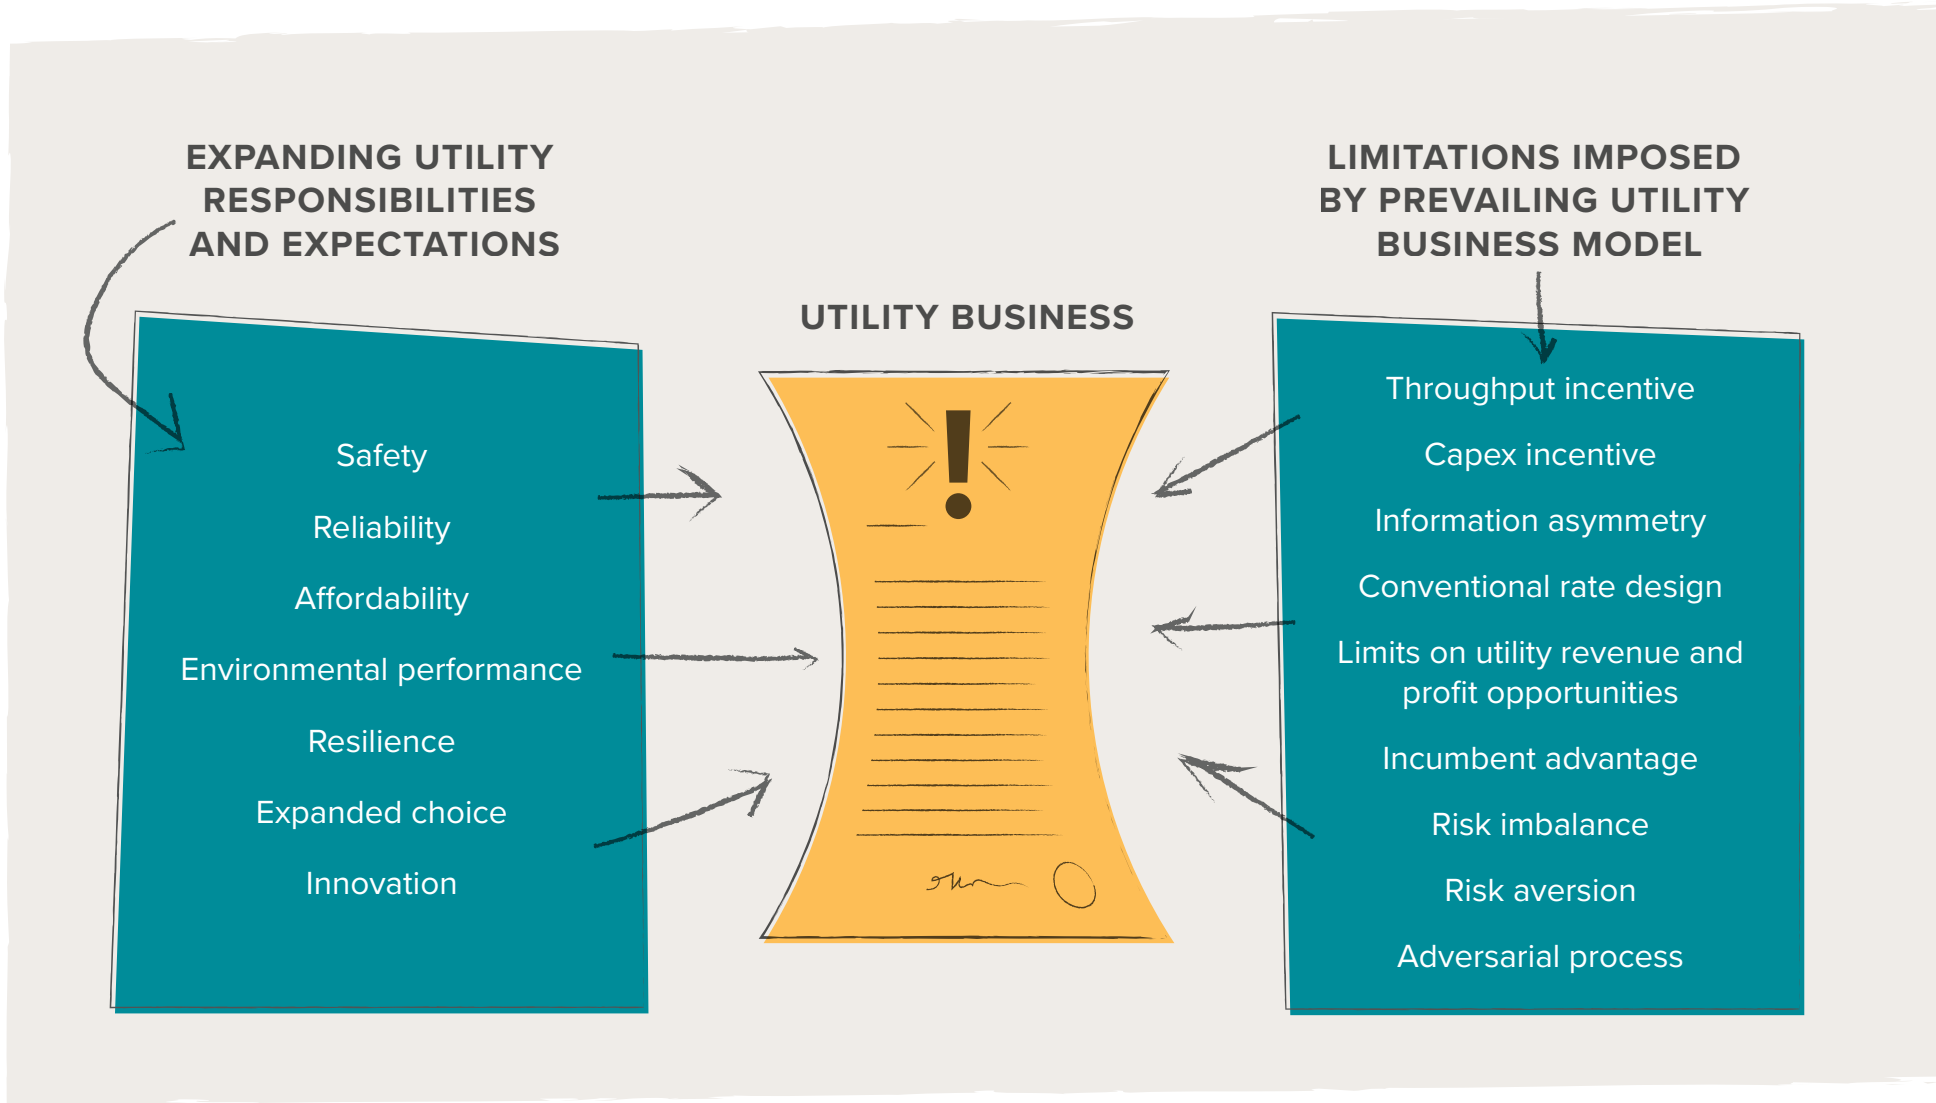 EXPANDING UTILITY
RESPONSIBILITIES
AND EXPECTATIONS
Safety
Reliability
Affordability
Environmental performance
Resilience
Expanded choice
Innovation
UTILITY BUSINESS
LIMITATIONS IMPOSED
BY PREVAILING UTILITY
BUSINESS MODEL
Throughput incentive
Capex incentive
Information asymmetry
Conventional rate design
Limits on utility revenue and
profit opportunities
Incumbent advantage
Risk imbalance
Risk aversion
Adversarial process